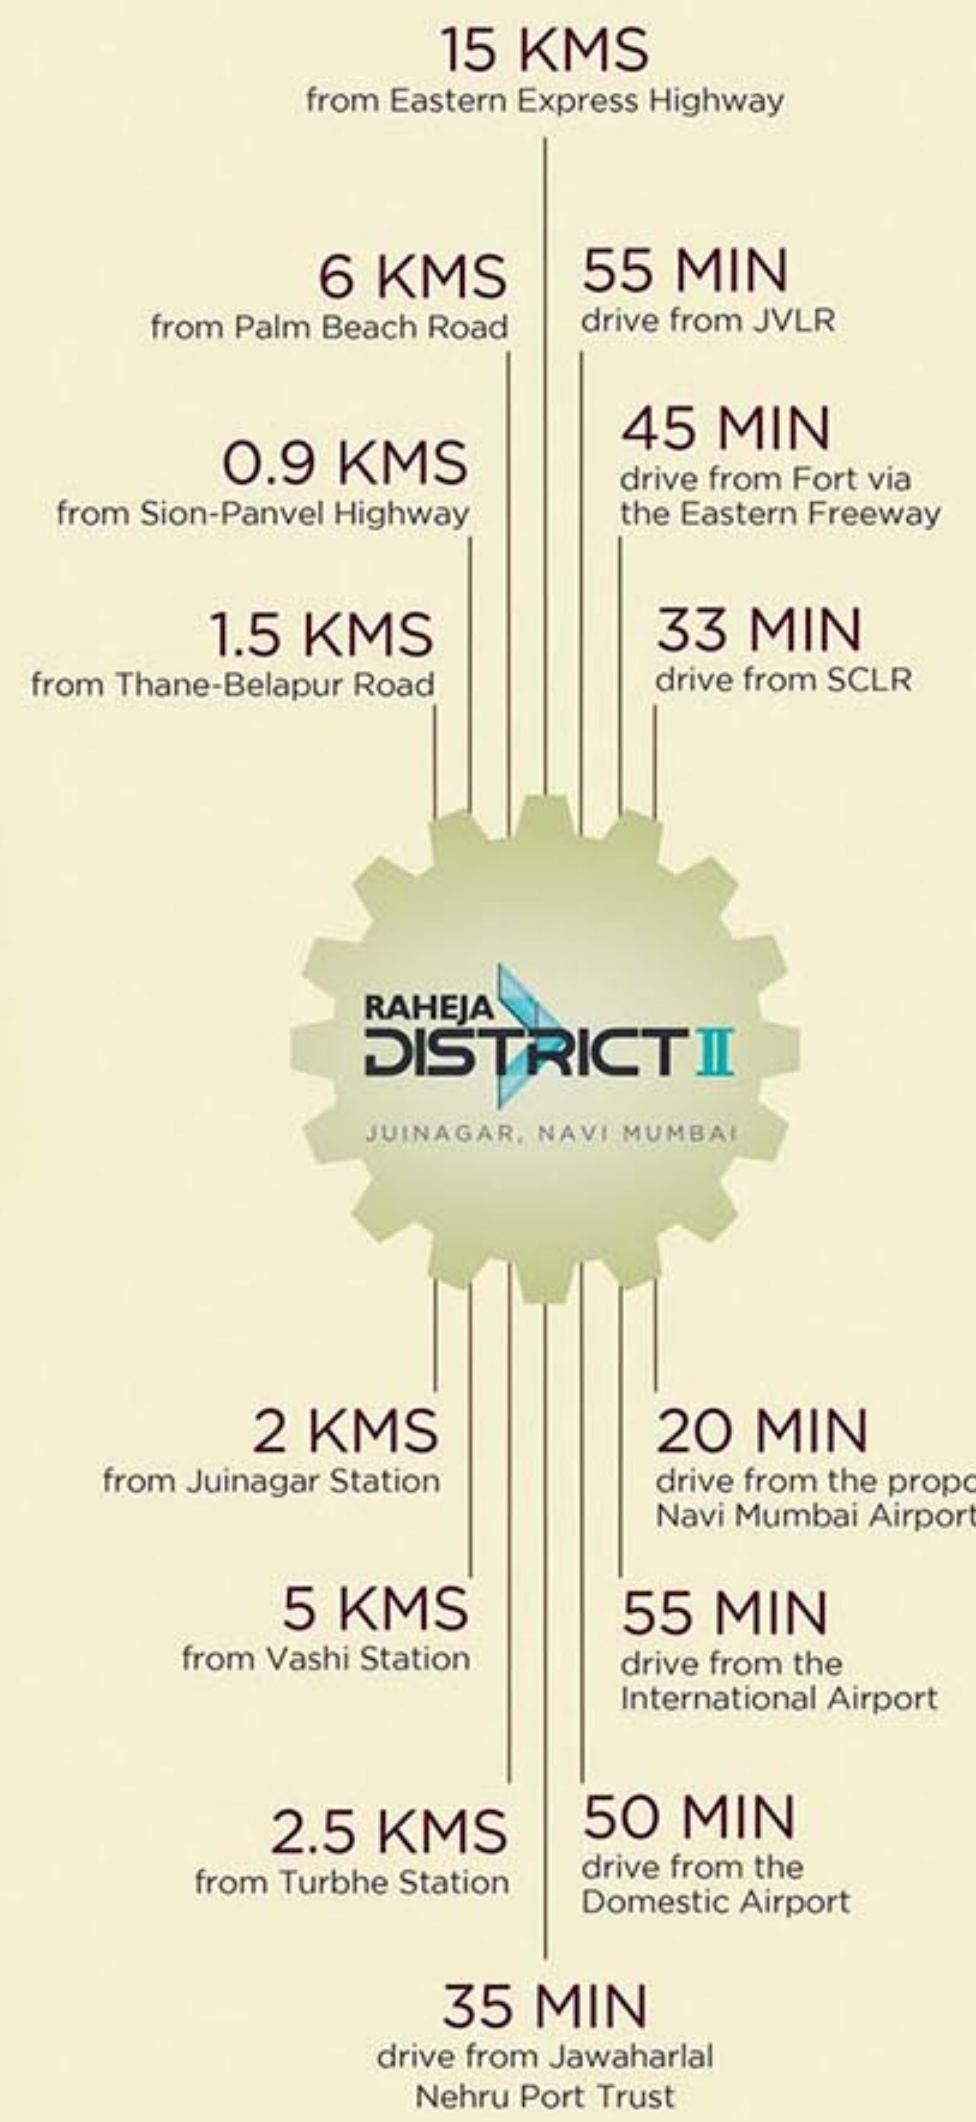 15 KMS
from Eastern Express Highway
6 KMS
from Palm Beach Road
55 MIN
drive from JVLR
0.9 KMS
from Sion-Panvel Highway
45 MIN
drive from Fort via
the Eastern Freeway
1.5 KMS
from Thane-Belapur Road
33 MIN
drive from SCLR
RAHEJA
DISTRICT II
JUINAGAR, NAVI MUMBAI
2 KMS
from Juinagar Station
20 MIN
drive from the
Navi Mumbai Airport
5 KMS
from Vashi Station
55 MIN
drive from the
International Airport
2.5 KMS
from Turbhe Station
50 MIN
drive from the
Domestic Airport
35 MIN
drive from Jawaharlal
Nehru Port Trust